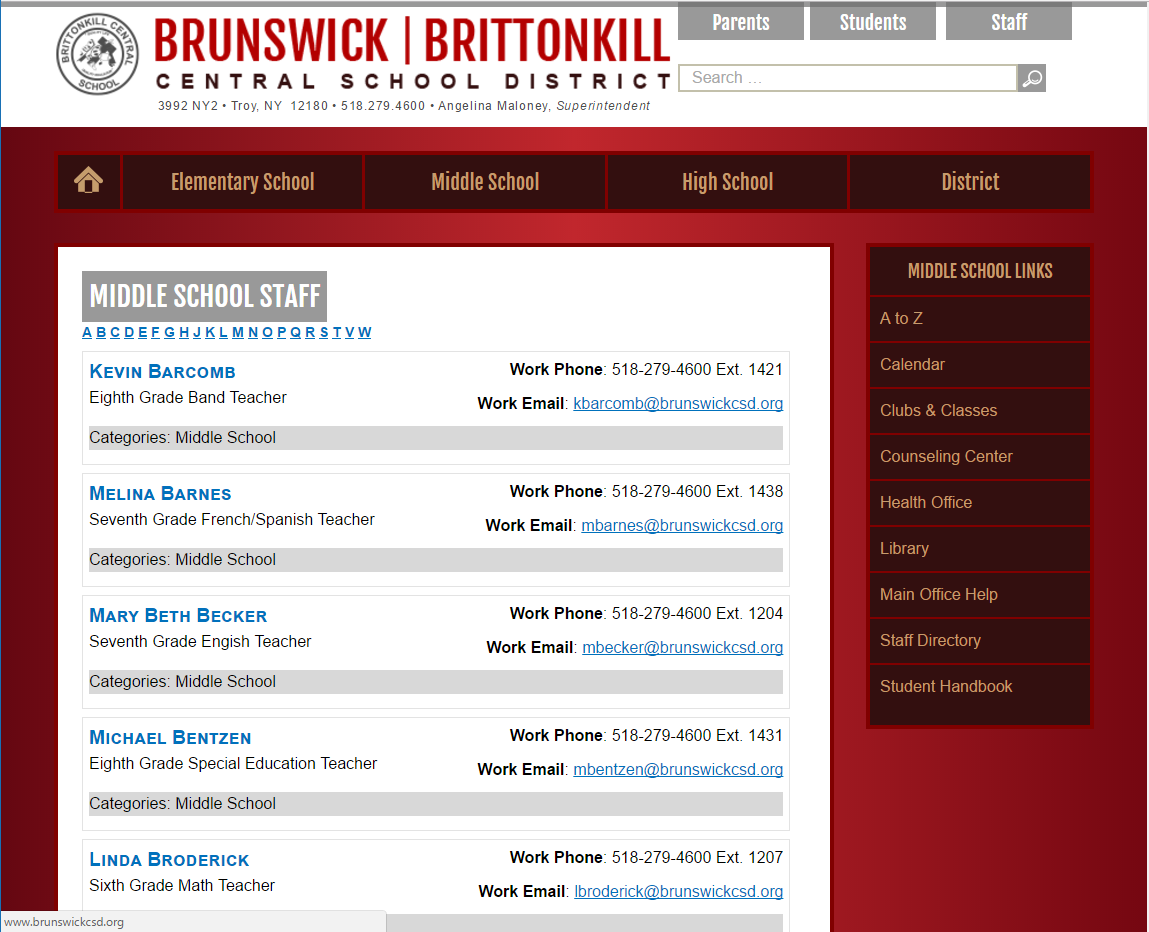 BRITTONKILL CENTRAL
SCHOOL
BRUNSWICK | BRITTONKILL
CENTRAL SCHOOL DISTRICT
3992 NY2 • Troy, NY 12180 • 518.279.4600 • Angelina Maloney, Superintendent
Parents
Students
Staff
Search ...
Elementary School
Middle School
High School
District
MIDDLE SCHOOL STAFF
A B C D E F G H J K L M N O P Q R S T V W
KEVIN BARCOMB
Work Phone: 518-279-4600 Ext. 1421
Eighth Grade Band Teacher
Work Email: kbarcomb@brunswickcsd.org
Categories: Middle School
MELINA BARNES
Work Phone: 518-279-4600 Ext. 1438
Seventh Grade French/Spanish Teacher
Work Email: mbarnes@brunswickcsd.org
Categories: Middle School
MARY BETH BECKER
Work Phone: 518-279-4600 Ext. 1204
Seventh Grade Engish Teacher
Work Email: mbecker@brunswickcsd.org
Categories: Middle School
MICHAEL BENTZEN
Work Phone: 518-279-4600 Ext. 1431
Eighth Grade Special Education Teacher
Work Email: mbentzen@brunswickcsd.org
Categories: Middle School
LINDA BRODERICK
Work Phone: 518-279-4600 Ext. 1207
Sixth Grade Math Teacher
Work Email: lbroderick@brunswickcsd.org
MIDDLE SCHOOL LINKS
A to Z
Calendar
Clubs & Classes
Counseling Center
Health Office
Library
Main Office Help
Staff Directory
Student Handbook
www.brunswickcsd.org